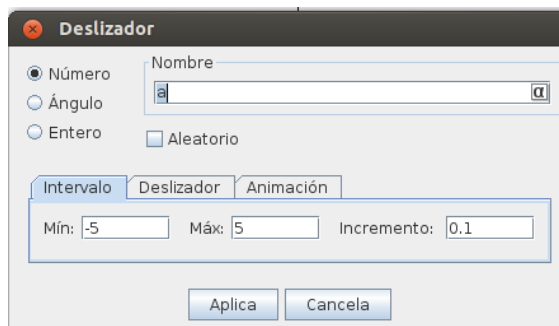 Deslizador
Número
Ángulo
Entero
Nombre
a
α
Aleatorio
Intervalo Deslizador Animación
Mín: -5 Máx: 5 Incremento: 0.1
Aplica Cancela